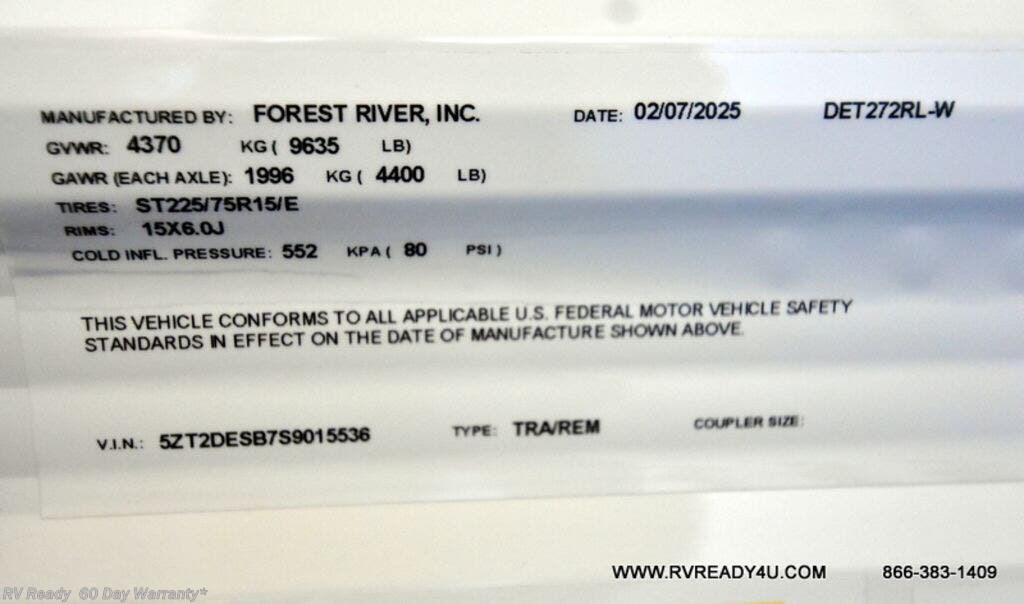 MANUFACTURED BY: FOREST RIVER, INC. DATE: 02/07/2025 DET272RL-W
GVWR: 4370 KG ( 9635 LB)
GAWR (EACH AXLE): 1996 KG ( 4400 LB)
TIRES: ST225/75R15/E
RIMS: 15X6.0J
COLD INFL. PRESSURE: 552 KPA ( 80 PSI )
THIS VEHICLE CONFORMS TO ALL APPLICABLE U.S. FEDERAL MOTOR VEHICLE SAFETY
STANDARDS IN EFFECT ON THE DATE OF MANUFACTURE SHOWN ABOVE.
V.I.N.: 5ZT2DESB7S9015536 TYPE: TRA/REM COUPLER SIZE:
WWW.RVREADY4U.COM 866-383-1409
RV Ready 60 Day Warranty*